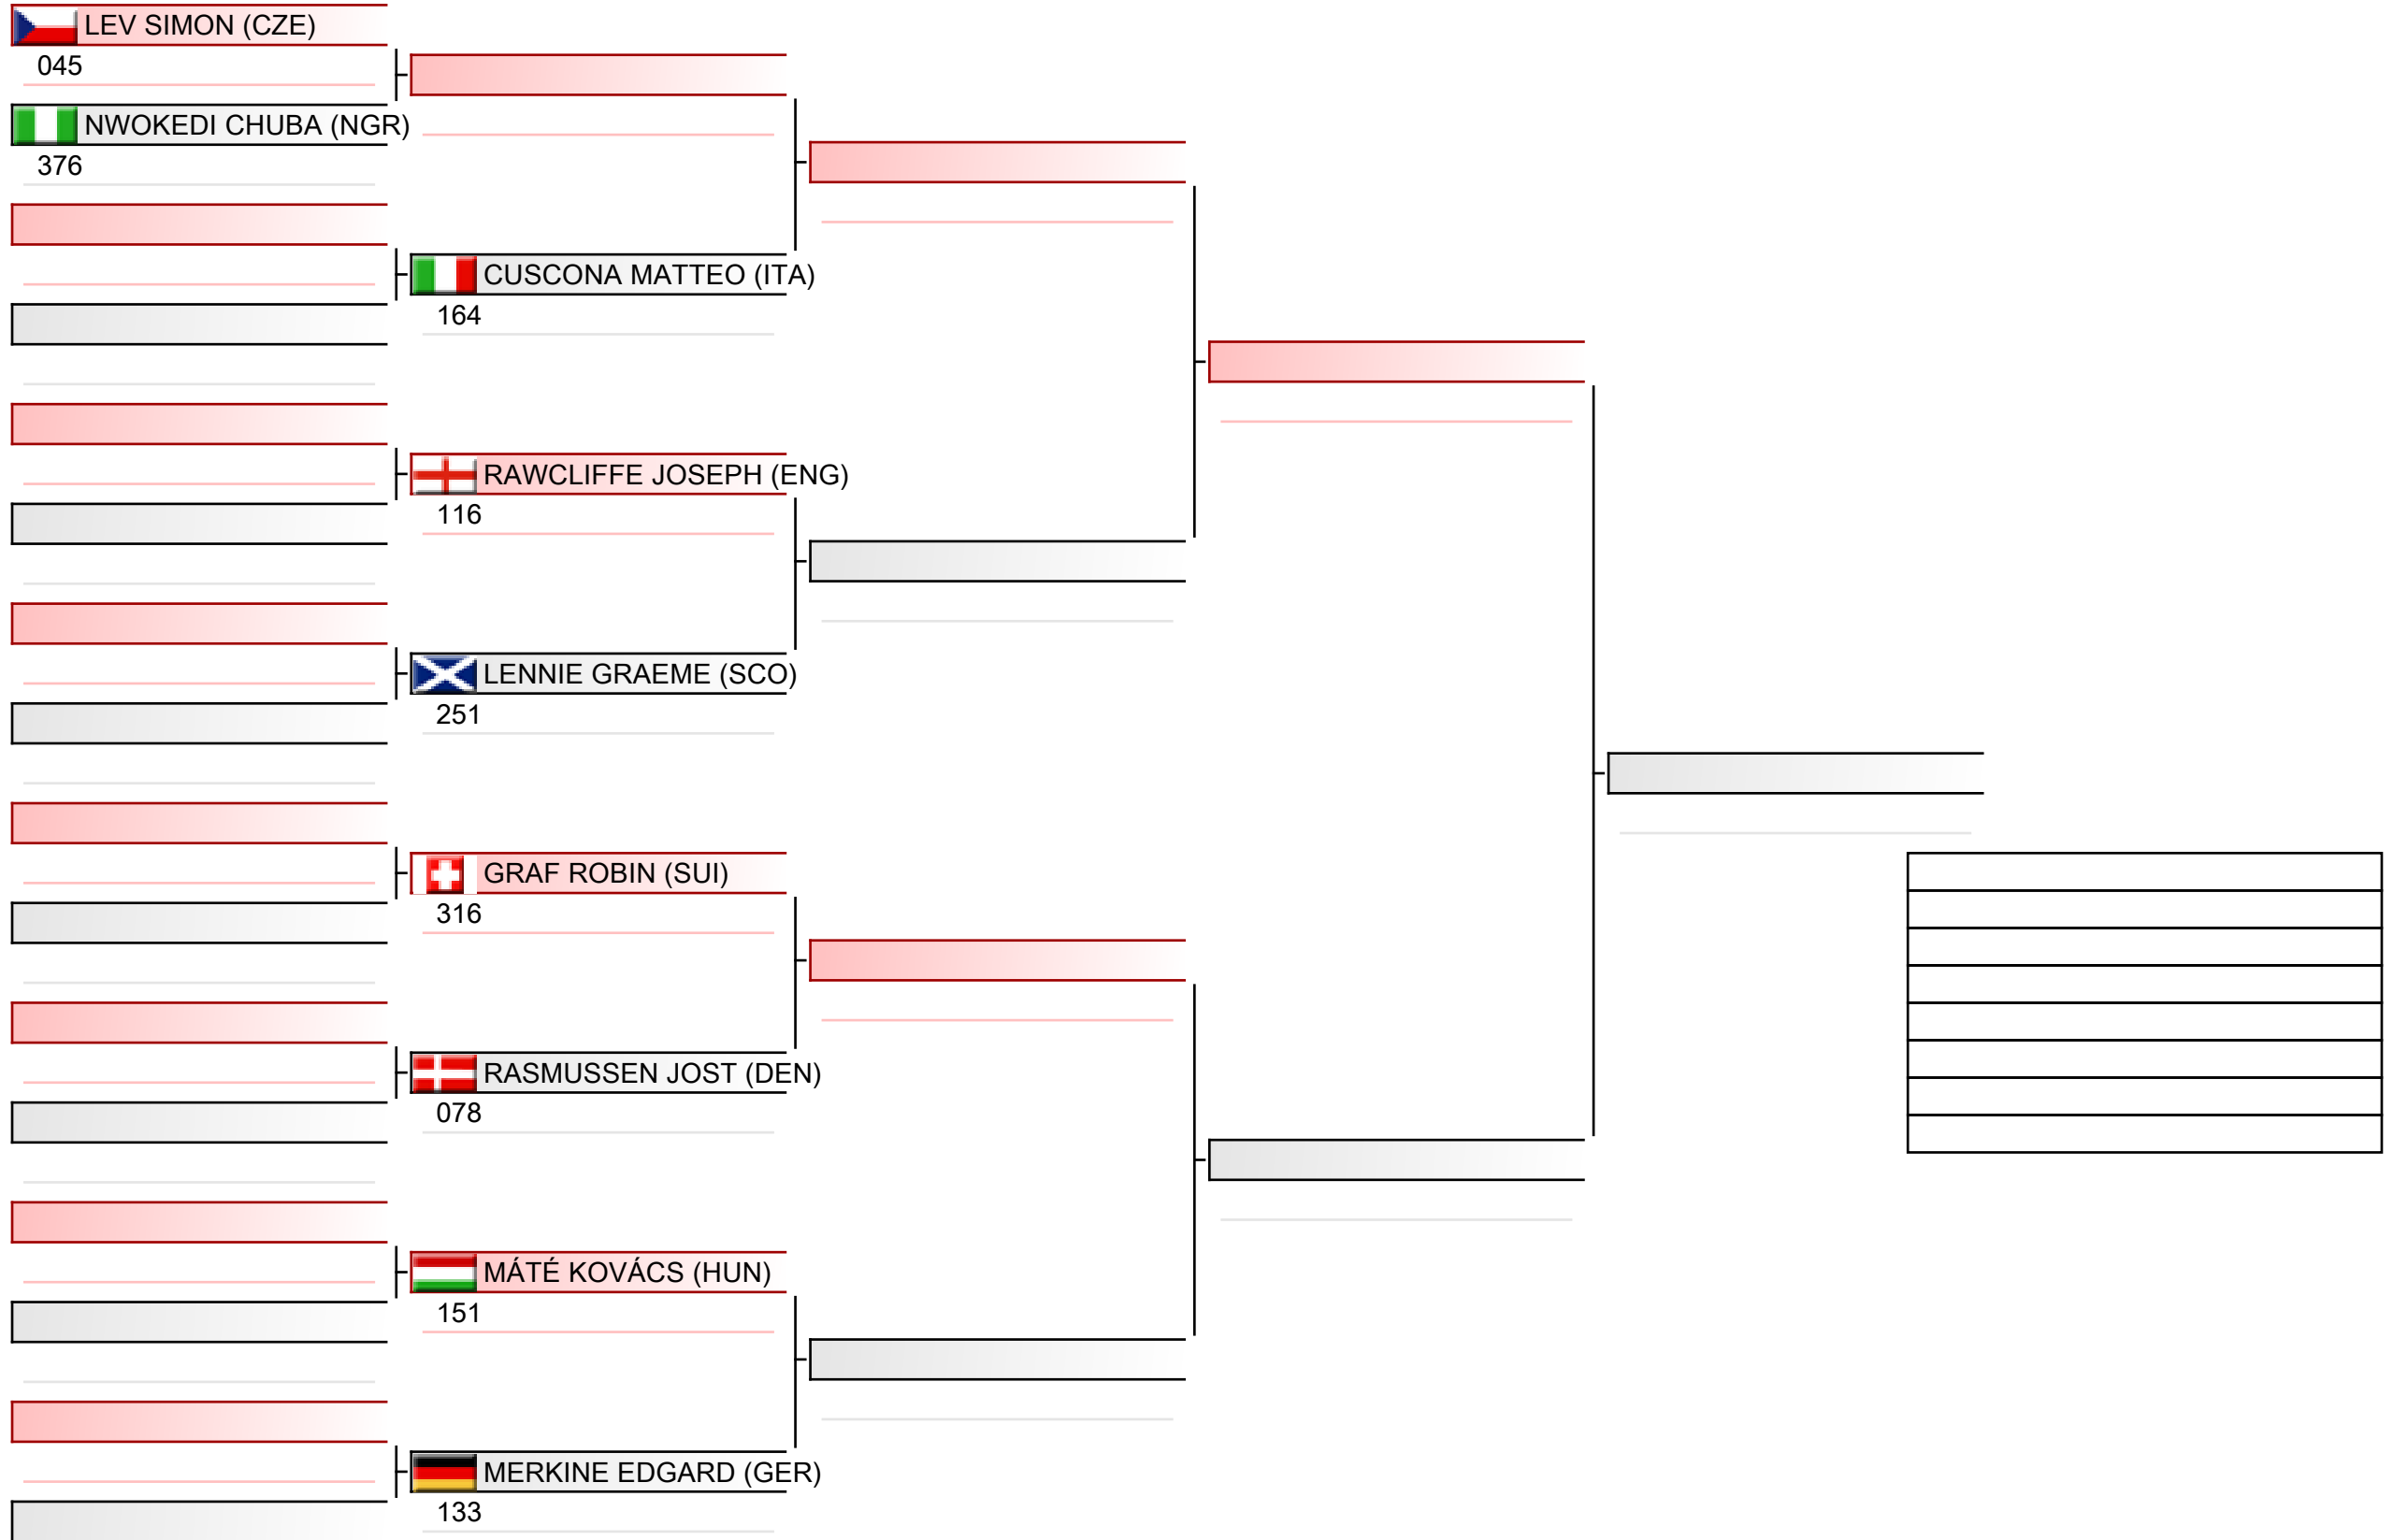 LEV SIMON (CZE)
045
NWOKEDI CHUBA (NGR)
376
CUSCONA MATTEO (ITA)
164
RAWCLIFFE JOSEPH (ENG)
116
LENNIE GRAEME (SCO)
251
GRAF ROBIN (SUI)
316
RASMUSSEN JOST (DEN)
078
MÁTÉ KOVÁCS (HUN)
151
MERKINE EDGARD (GER)
133